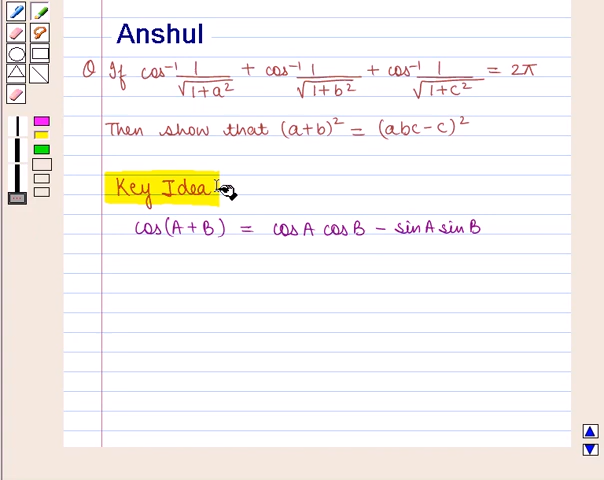 Anshul
Q If cos⁻¹ 1/√(1+a²) + cos⁻¹ 1/√(1+b²) + cos⁻¹ 1/√(1+c²) = 2π
Then show that (a+b)² = (abc-c)²
Key Idea
cos(A+B) = cosA cosB - sinA sinB